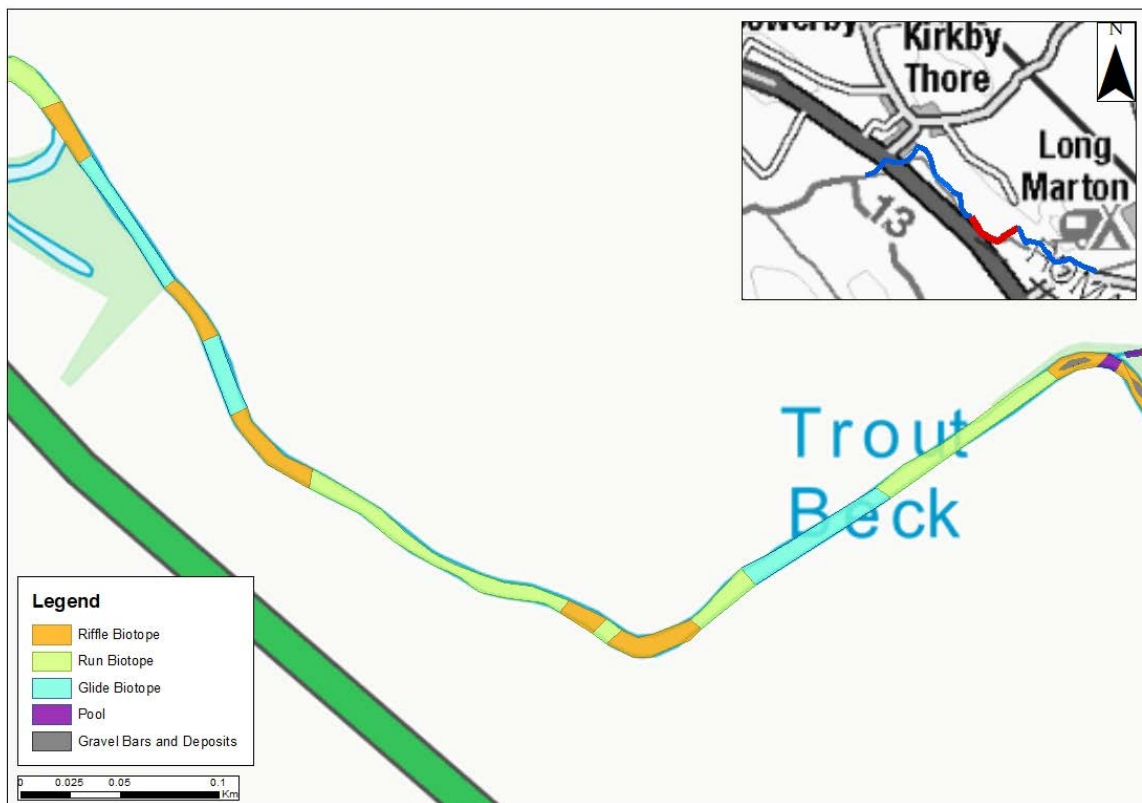 N
Kirkby
Thore
Long
Marton
13
Trout
Beck
Legend
Riffle Biotope
Run Biotope
Glide Biotope
Pool
Gravel Bars and Deposits
0 0.025 0.05 0.1
Km